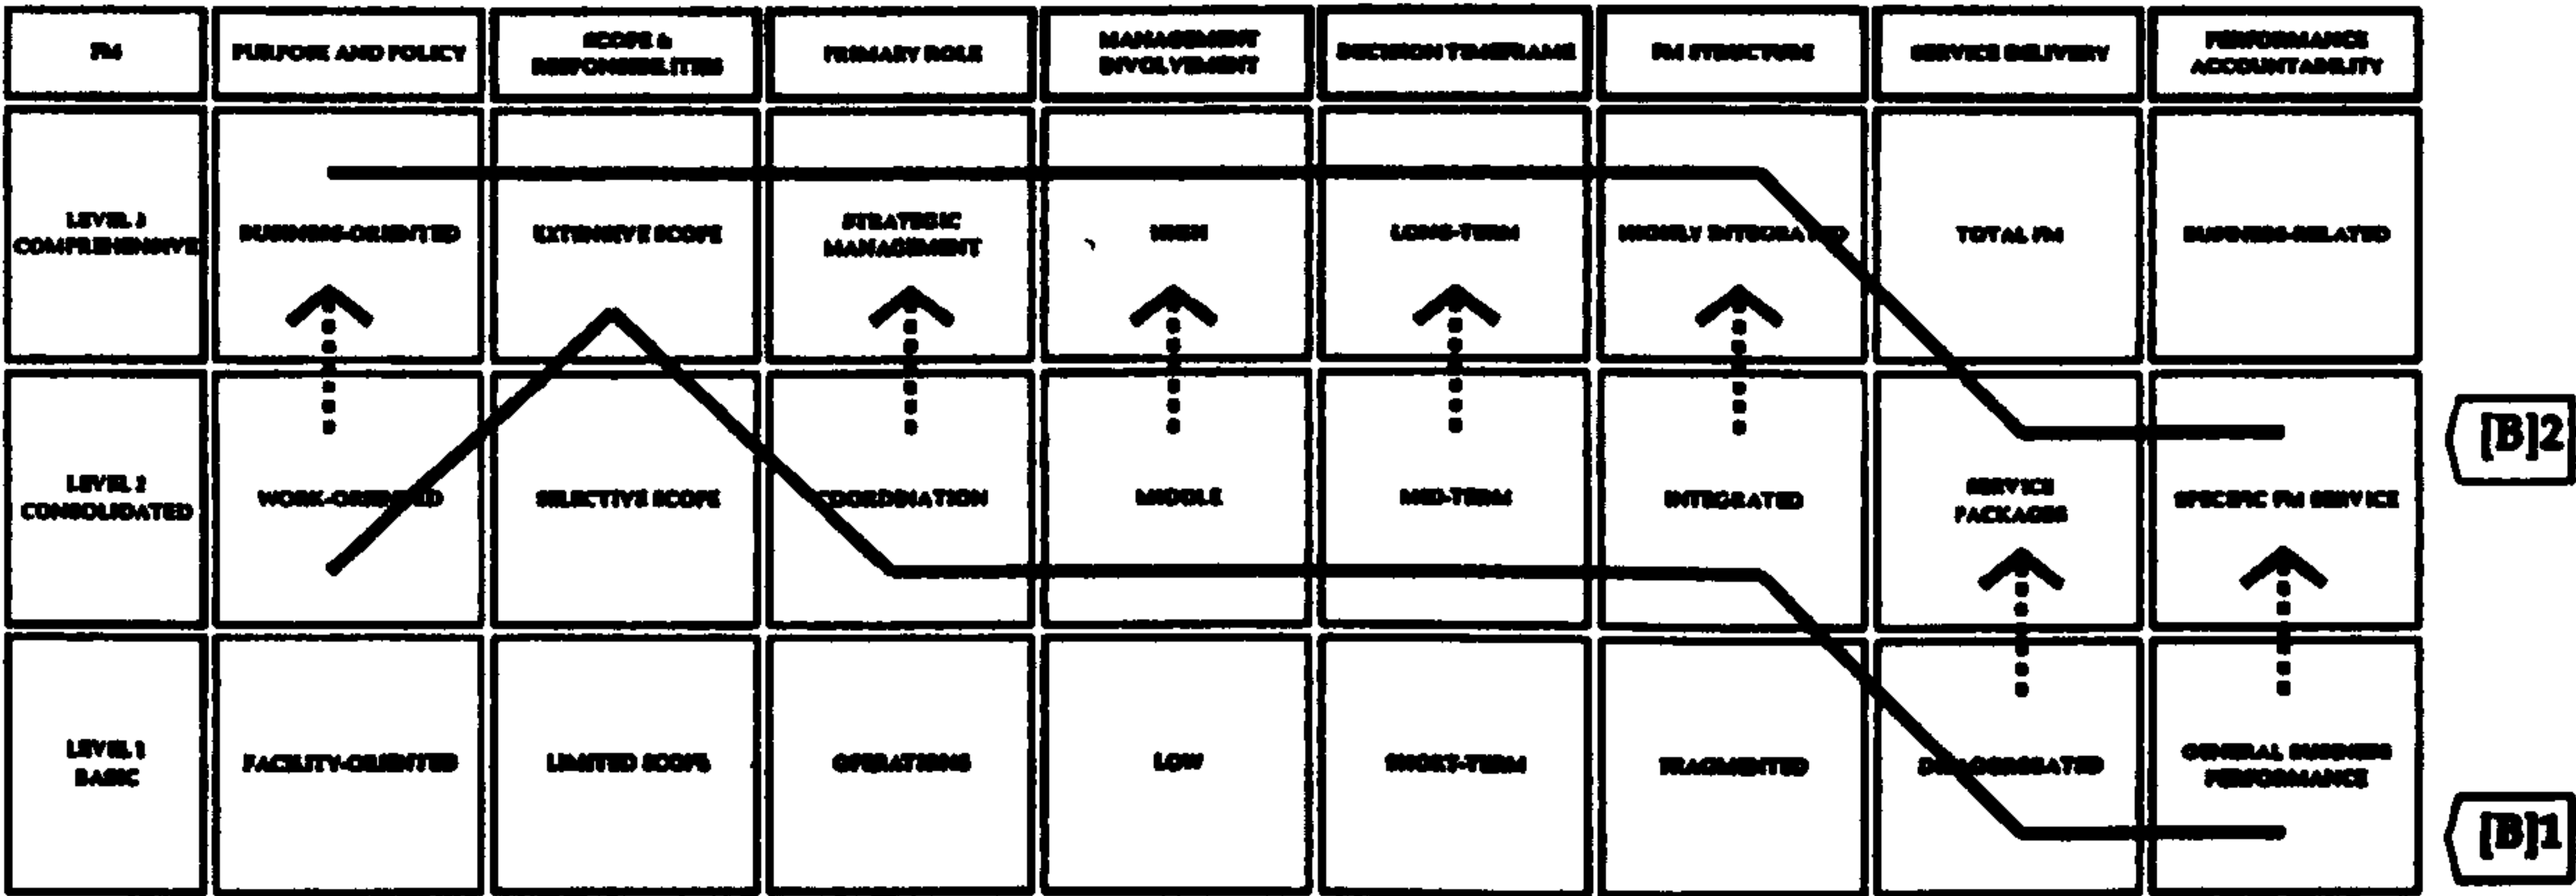 FM
PURPOSE AND POLICY
SCOPE &
RESPONSIBILITIES
PRIMARY ROLE
MANAGEMENT
INVOLVEMENT
DECISION TIMEFRAME
FM STRUCTURE
SERVICE DELIVERY
PERFORMANCE
ACCOUNTABILITY
LEVEL 3
COMPREHENSIVE
BUSINESS-ORIENTED
EXTENSIVE SCOPE
STRATEGIC
MANAGEMENT
HIGH
LONG-TERM
HIGHLY INTEGRATED
TOTAL FM
BUSINESS-RELATED
[B]2
LEVEL 2
CONSOLIDATED
WORK-ORIENTED
SELECTIVE SCOPE
COORDINATION
MIDDLE
MID-TERM
INTEGRATED
SERVICE
PACKAGES
SPECIFIC FM SERVICE
LEVEL 1
BASIC
FACILITY-ORIENTED
LIMITED SCOPE
OPERATIONS
LOW
SHORT-TERM
FRAGMENTED
DISAGGREGATED
GENERAL BUSINESS
PERFORMANCE
[B]1